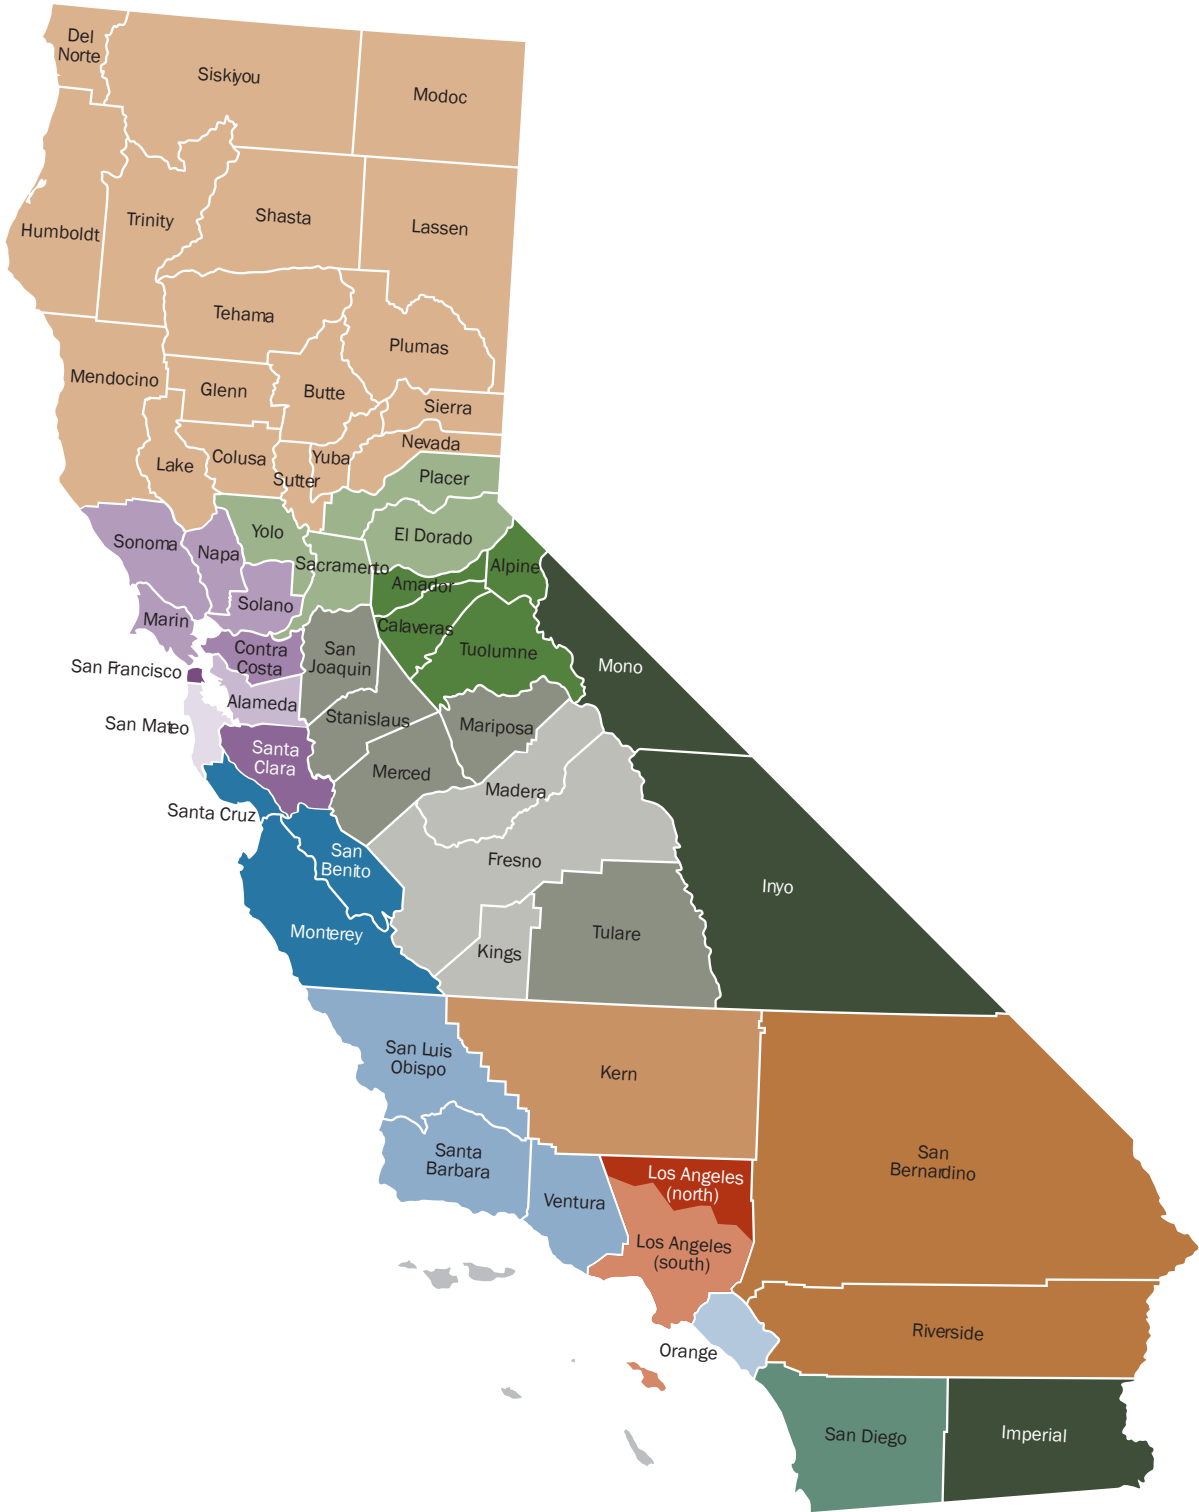 Del
Norte
Siskiyou
Modoc
Humboldt
Trinity
Shasta
Lassen
Tehama
Plumas
Mendocino
Glenn
Butte
Sierra
Nevada
Lake
Colusa
Yuba
Sutter
Placer
Sonoma
Napa
Yolo
El Dorado
Sacramento
Alpine
Amador
Solano
Marin
Calaveras
Contra
Costa
San
Joaquin
Tuolumne
Mono
San Francisco
Alameda
San Mateo
Stanislaus
Mariposa
Santa
Clara
Merced
Madera
Santa Cruz
San
Benito
Fresno
Inyo
Monterey
Kings
Tulare
San Luis
Obispo
Kern
Santa
Barbara
Ventura
Los Angeles
(north)
San
Bernardino
Los Angeles
(south)
Orange
Riverside
San Diego
Imperial